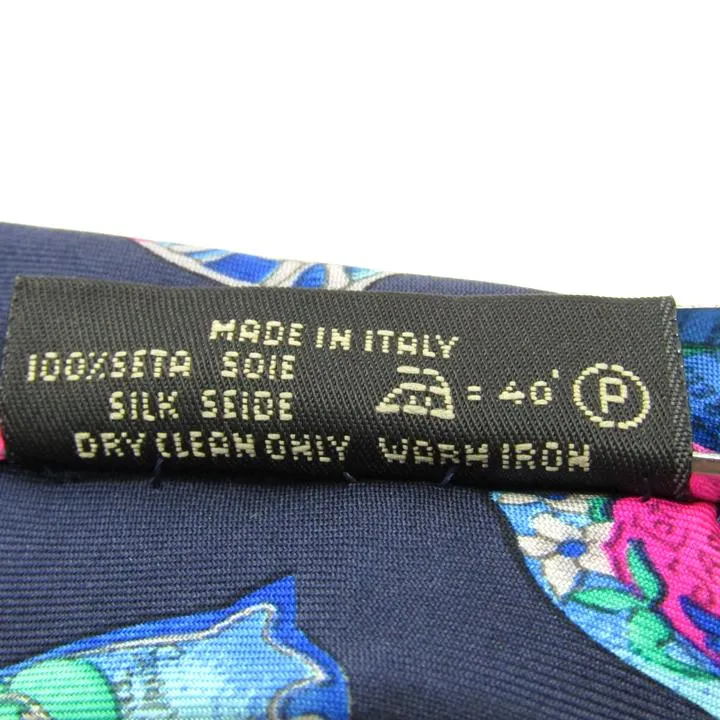 MADE IN ITALY
100%SETA SOIE
SILK SEIDE
= 40'
P
DRY CLEAN ONLY WARM IRON